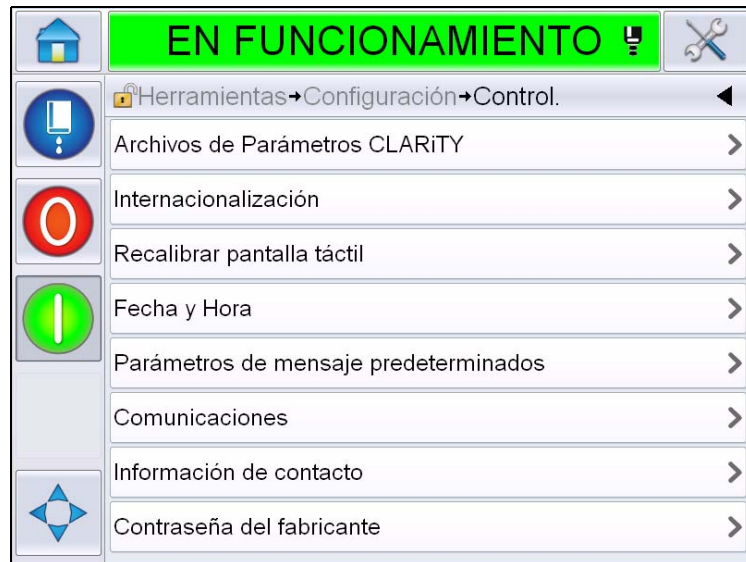 EN FUNCIONAMIENTO
Herramientas→Configuración→Control.
Archivos de Parámetros CLARiTY
Internacionalización
Recalibrar pantalla táctil
Fecha y Hora
Parámetros de mensaje predeterminados
Comunicaciones
Información de contacto
Contraseña del fabricante